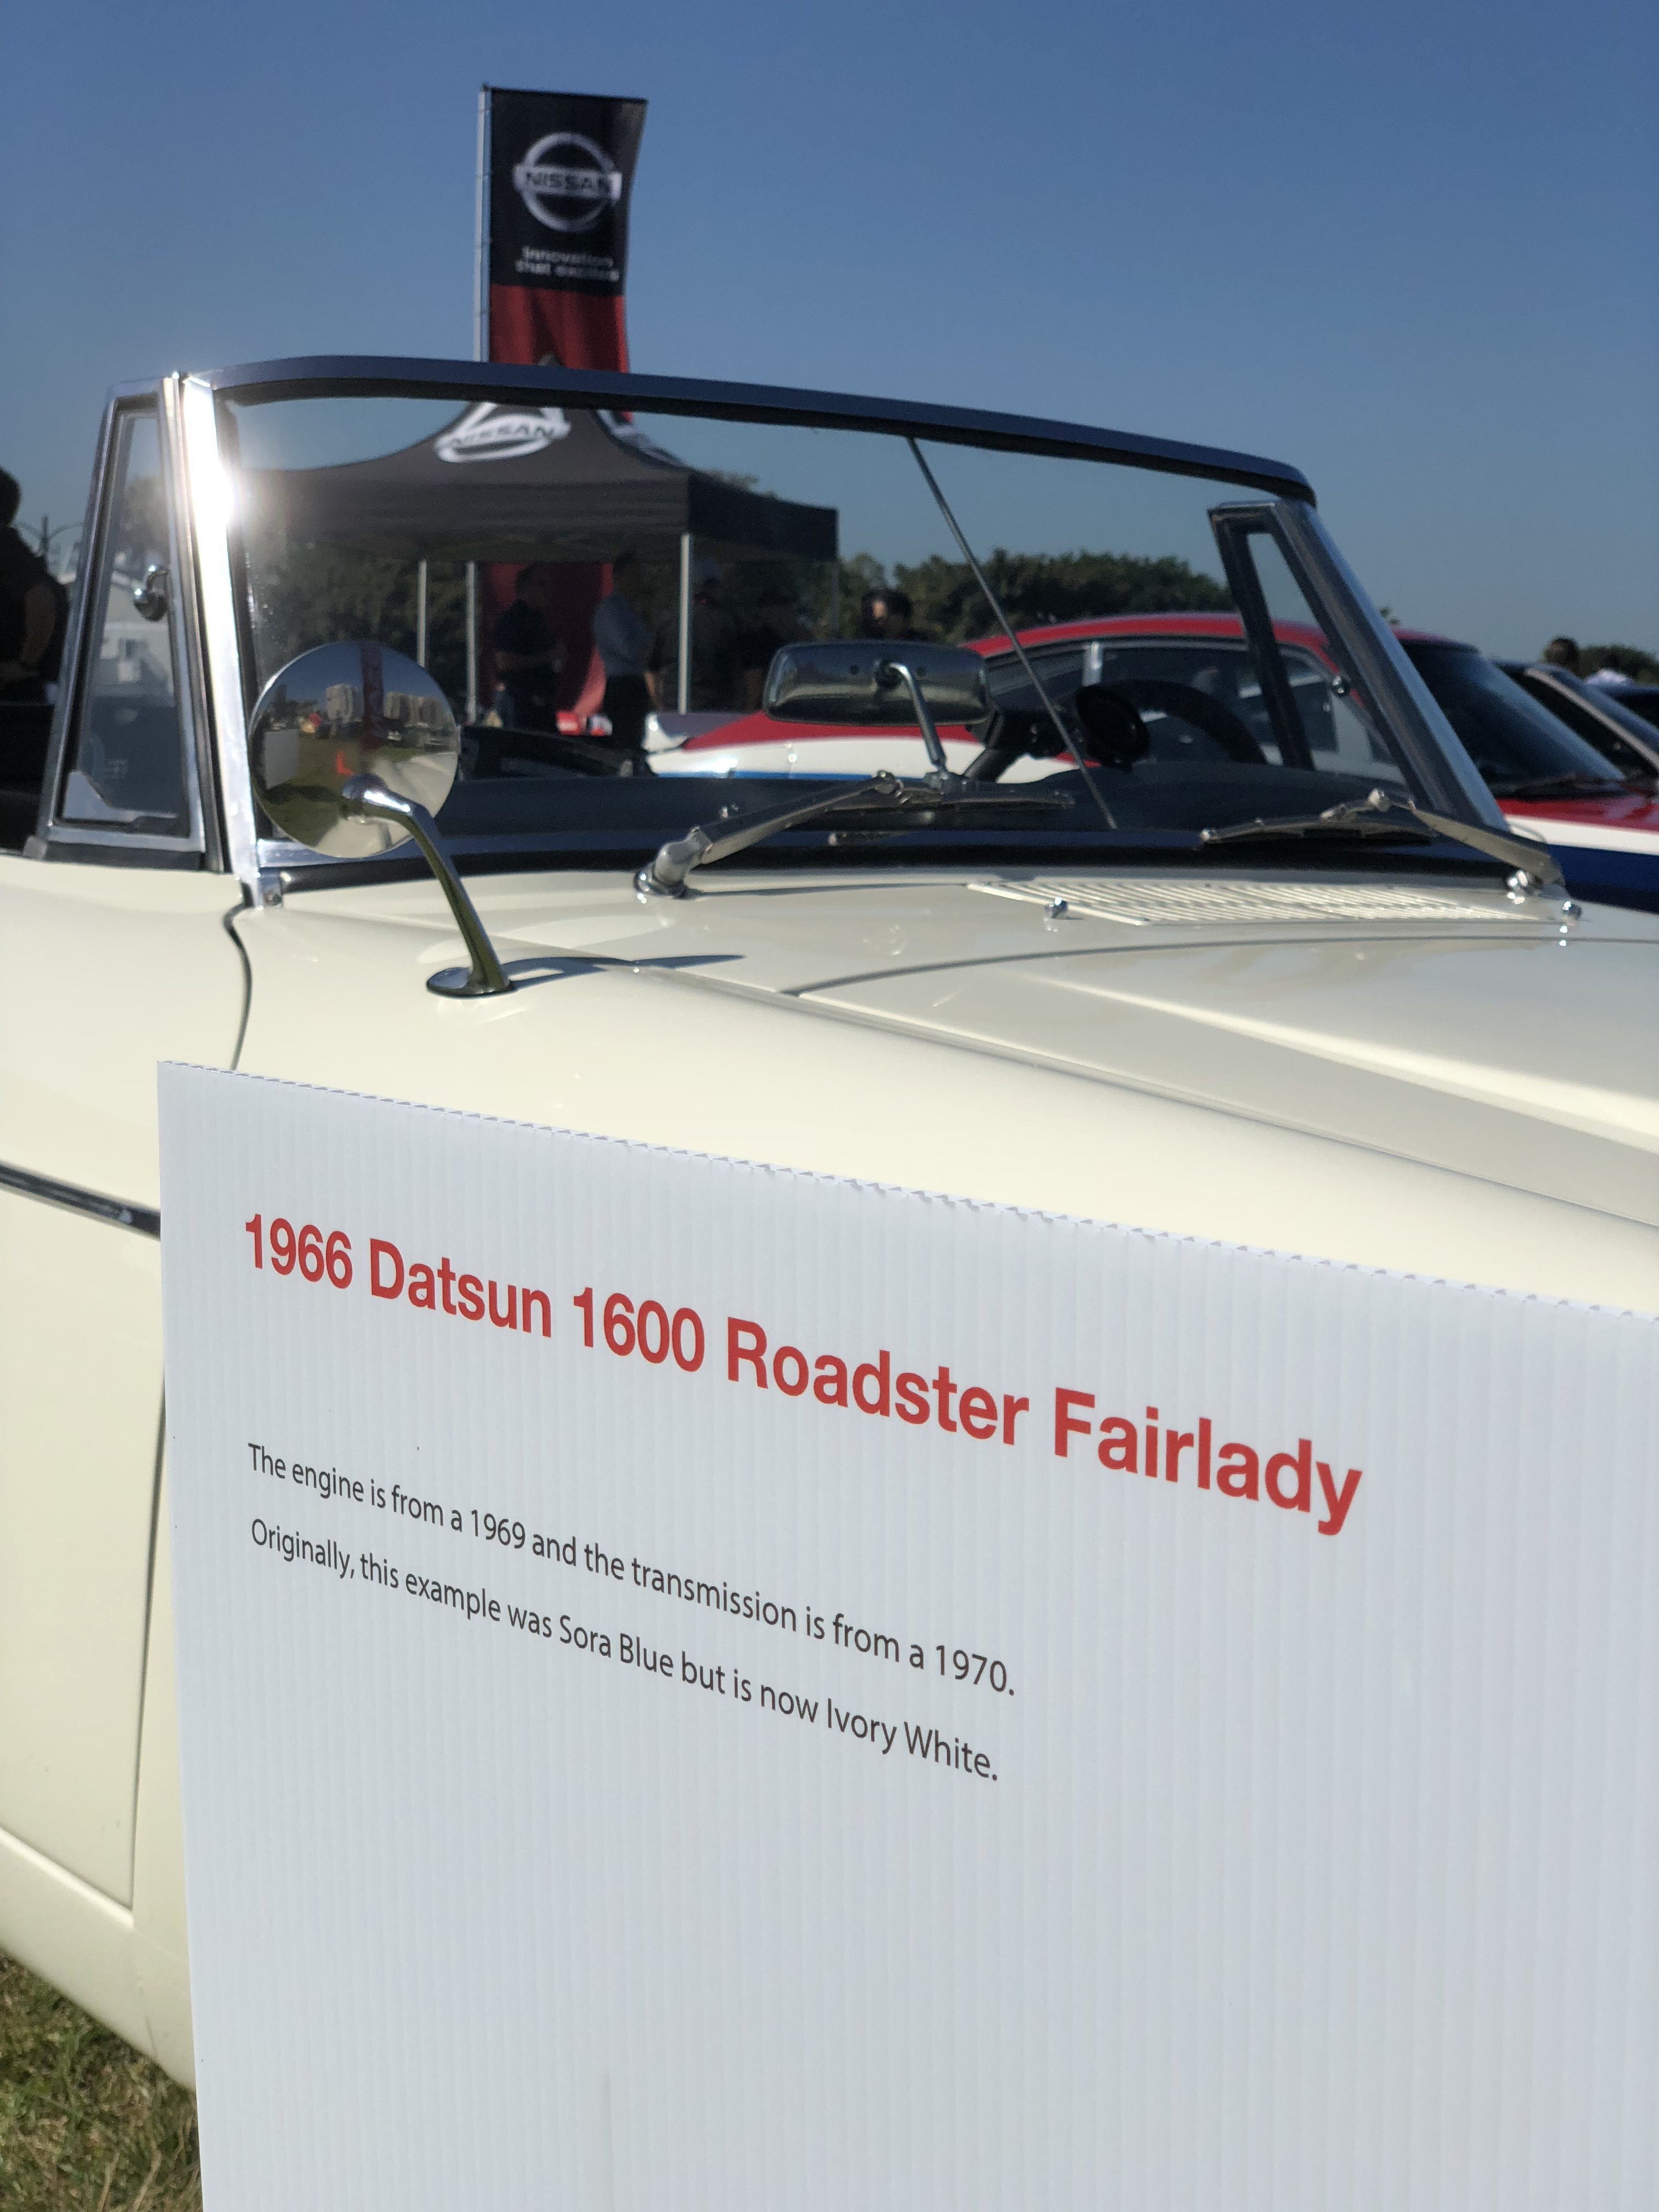 NISSAN
Innovation
that excites
NISSAN
1966 Datsun 1600 Roadster Fairlady
The engine is from a 1969 and the transmission is from a 1970.
Originally, this example was Sora Blue but is now Ivory White.